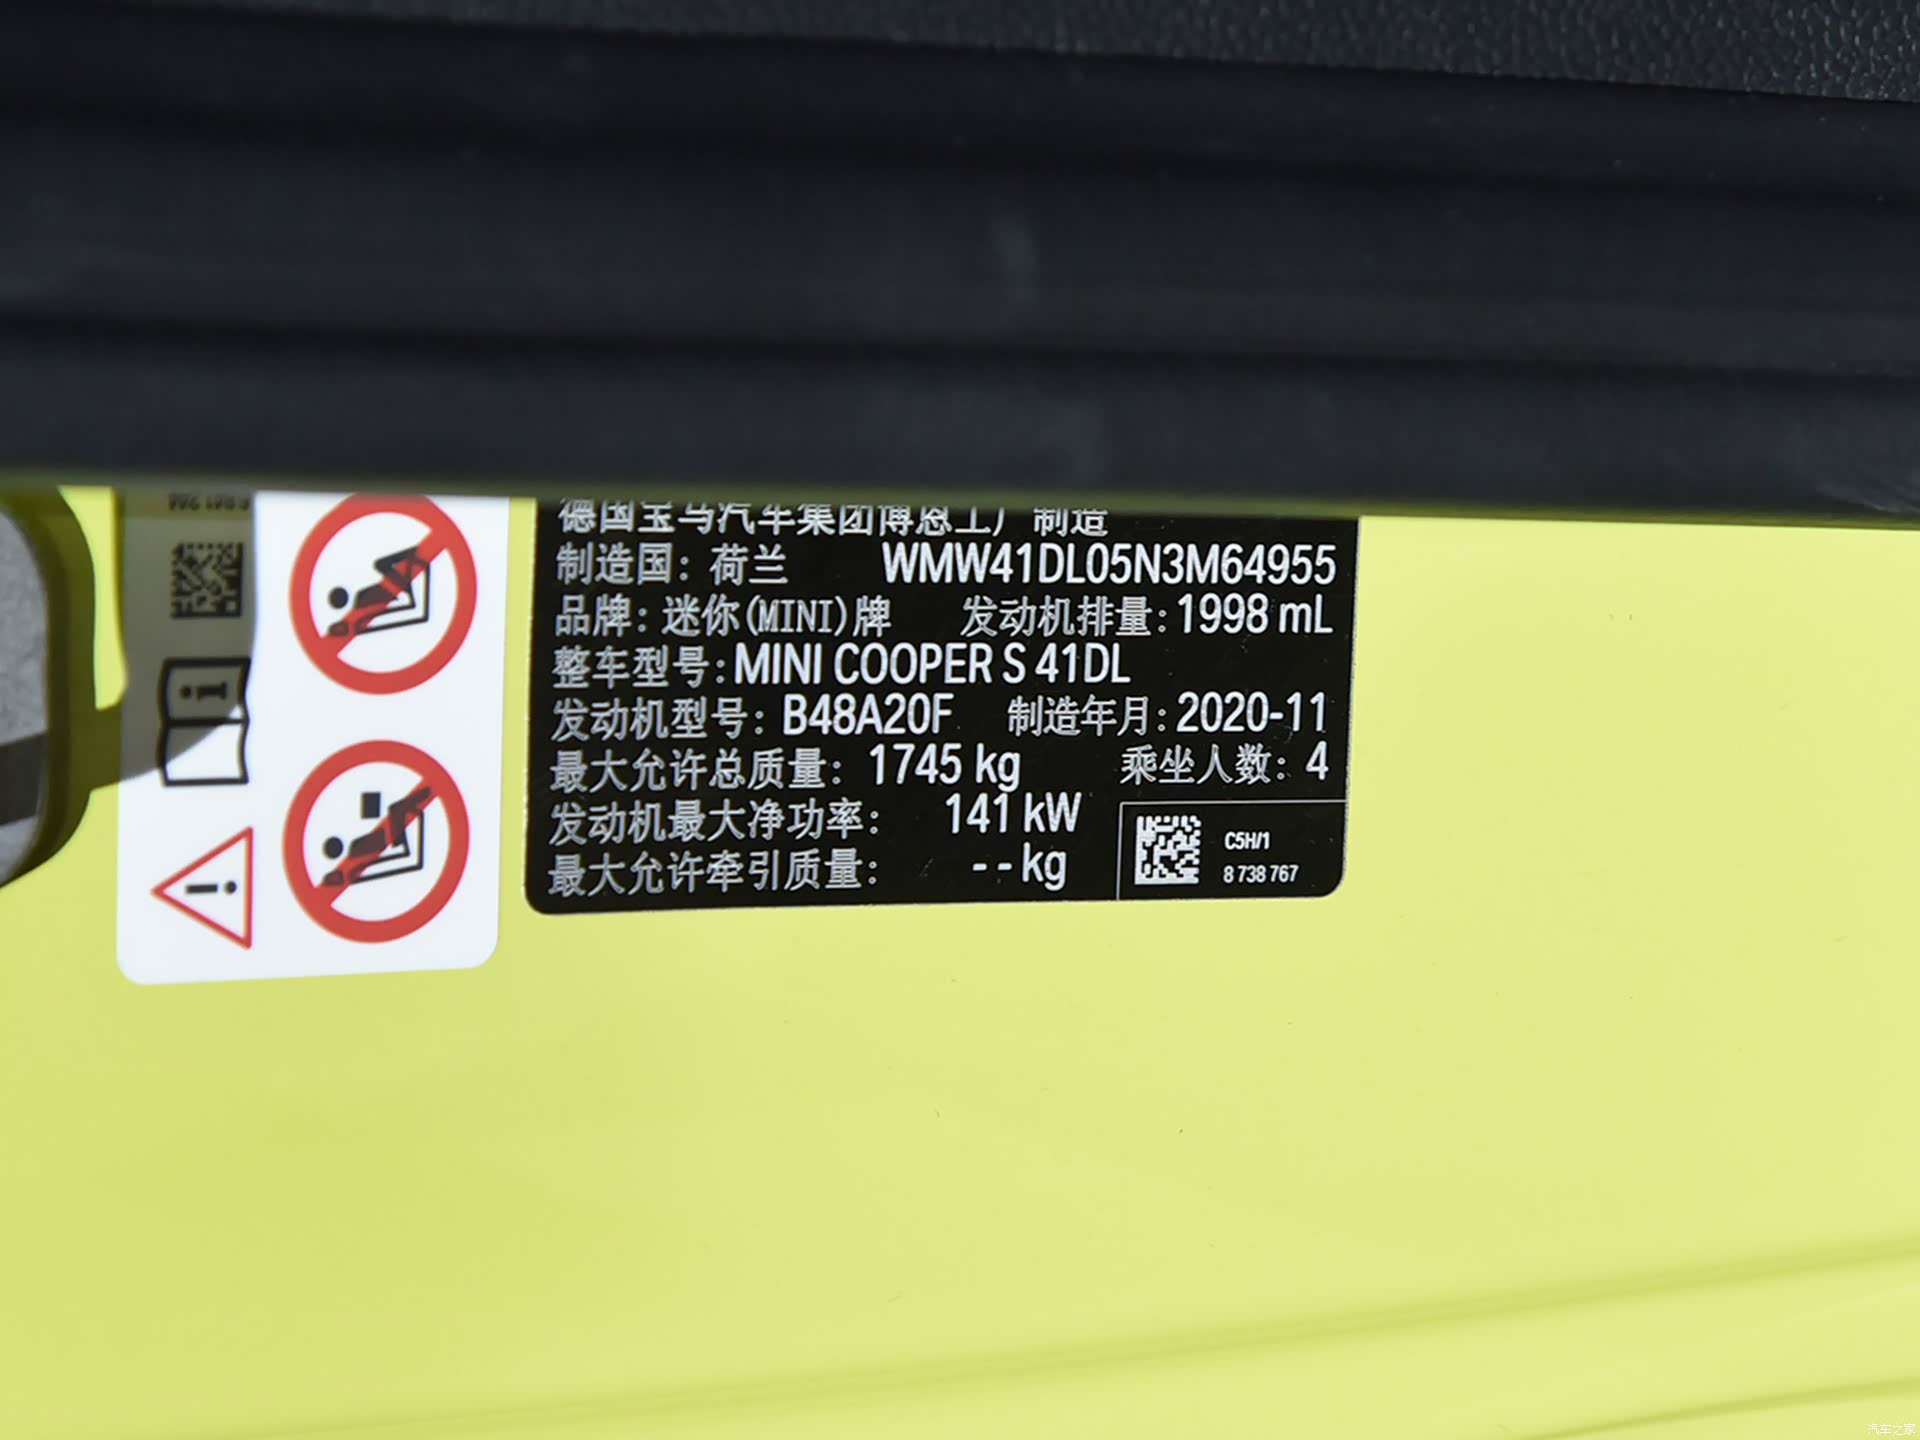 德国宝马汽车集团博恩工厂 制造
制造国：荷兰 WMW41DL05N3M64955
品牌：迷你(MINI)牌 发动机排量：1998 mL
整车型号：MINI COOPER S 41DL
发动机型号：B48A20F 制造年月：2020-11
最大允许总质量：1745 kg 乘坐人数：4
发动机最大净功率：141 kW
最大允许牵引质量：--kg
C5H/1
8 738 767
汽车之家